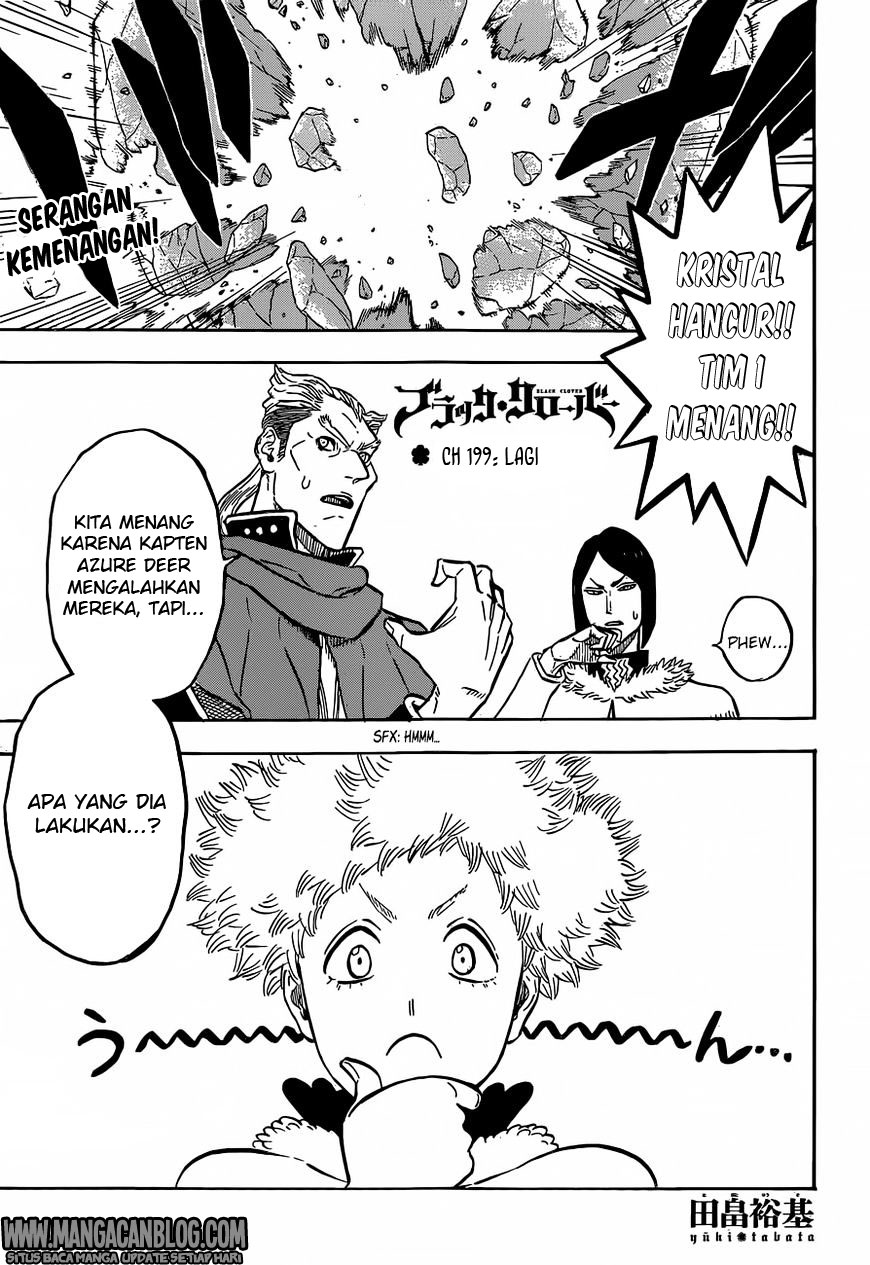 SERANGAN
KEMENANGAN!
KRISTAL
HANCUR!!
TIM 1
MENANG!!
BLACK CLOVER
ブラック・クローバー
CH 199: LAGI
KITA MENANG
KARENA KAPTEN
AZURE DEER
MENGALAHKAN
MEREKA, TAPI...
PHEW...
SFX: HMMM...
APA YANG DIA
LAKUKAN...?
う〜〜〜ん…
田畠裕基
yūki tabata
WWW.MANGACANBLOG.COM
SITUS BACA MANGA UPDATE SETIAP HARI